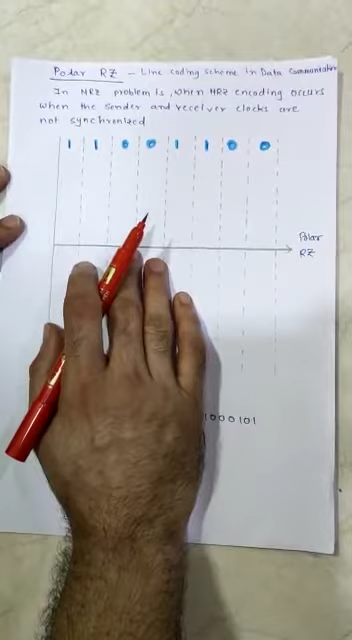 Polar RZ - Line coding scheme in Data Communication
In NRZ problem is, when NRZ encoding occurs
when the sender and receiver clocks are
not synchronized
1 1 0 0 1 1 0 0
Polar
RZ
1000101